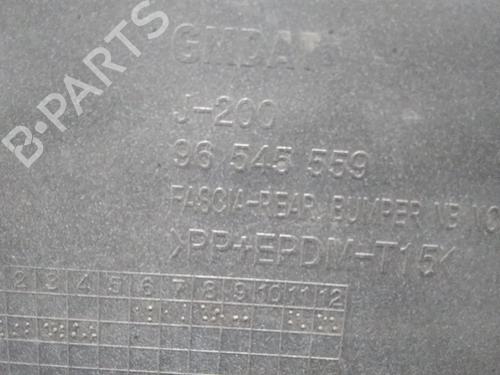 B-PARTS
GMDAT
J-200
96 545 559
FASCIA-REAR BUMPER NB
>PP+EPDM-T15<
2 3 4 5 6 7 8 9 10 11 12